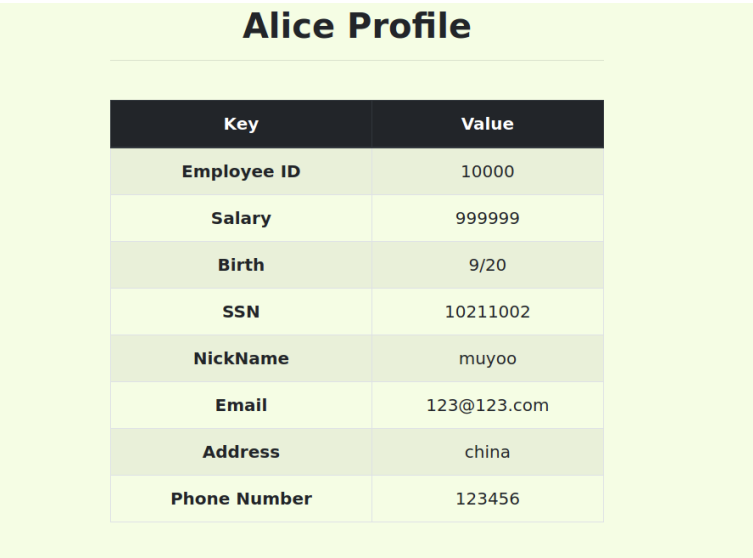 Alice Profile
Key Value
Employee ID 10000
Salary 999999
Birth 9/20
SSN 10211002
NickName muyoo
Email 123@123.com
Address china
Phone Number 123456